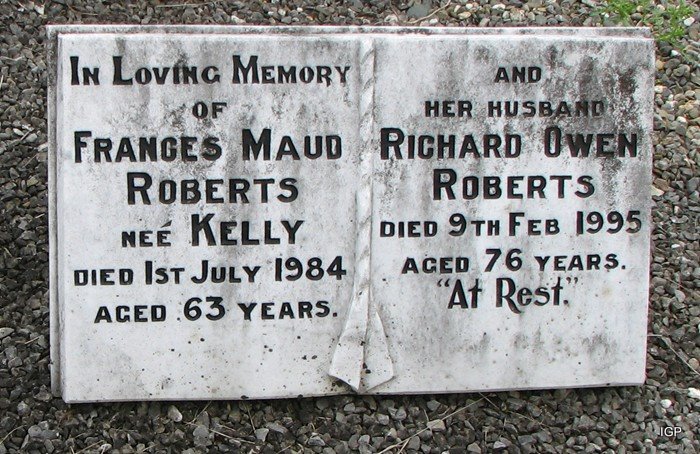 In Loving Memory
of
Frances Maud
Roberts
neé Kelly
died 1st July 1984
aged 63 years.
and
her husband
Richard Owen
Roberts
died 9th Feb 1995
aged 76 years.
"At Rest."
IGP